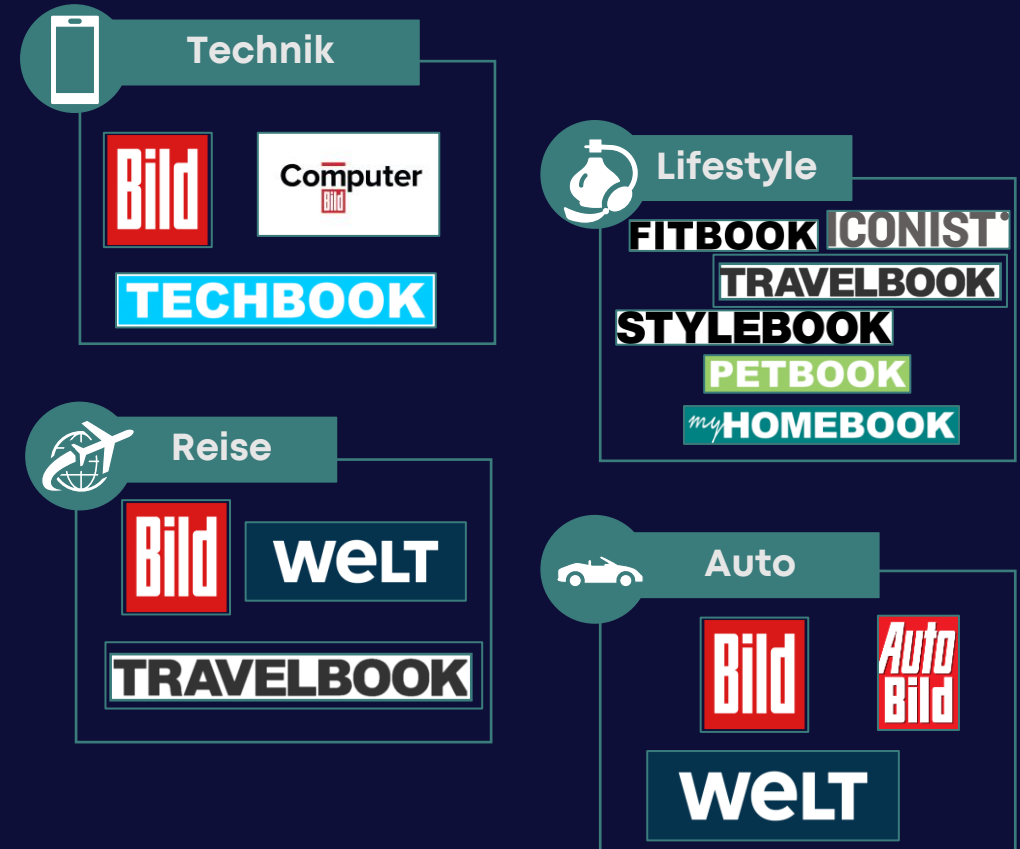 Technik
Bild
Computer
Bild
TECHBOOK
Lifestyle
FITBOOK
ICONIST
TRAVELBOOK
STYLEBOOK
PETBOOK
myHOMEBOOK
Reise
Bild
WeLT
TRAVELBOOK
Auto
Bild
Auto
Bild
WeLT